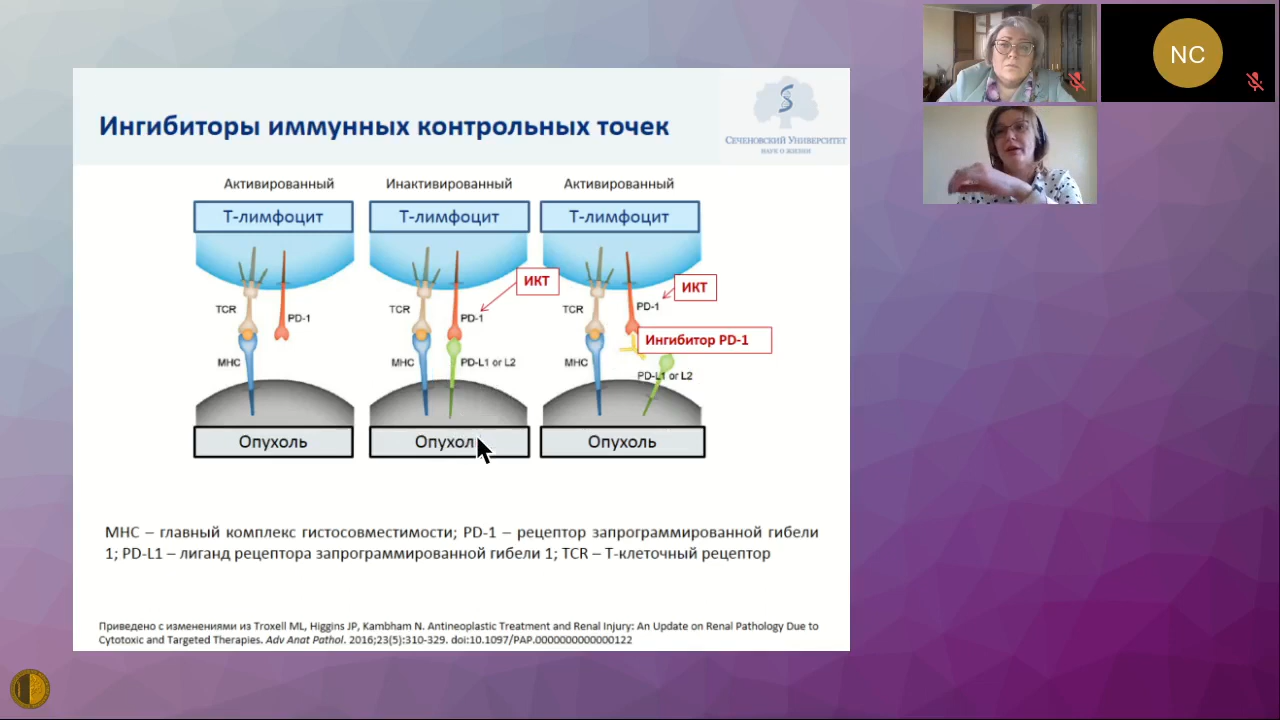 Ингибиторы иммунных контрольных точек
СЕЧЕНОВСКИЙ УНИВЕРСИТЕТ
НАУК О ЖИЗНИ
NC
Активированный
Инактивированный
Активированный
Т-лимфоцит
Т-лимфоцит
Т-лимфоцит
ИКТ
ИКТ
TCR
PD-1
TCR
PD-1
TCR
PD-1
Ингибитор PD-1
MHC
MHC
PD-L1 or L2
MHC
PD-L1 or L2
Опухоль
Опухоль
Опухоль
МНС – главный комплекс гистосовместимости; PD-1 – рецептор запрограммированной гибели
1; PD-L1 – лиганд рецептора запрограммированной гибели 1; TCR – Т-клеточный рецептор
Приведено с изменениями из Troxell ML, Higgins JP, Kambham N. Antineoplastic Treatment and Renal Injury: An Update on Renal Pathology Due to
Cytotoxic and Targeted Therapies. Adv Anat Pathol. 2016;23(5):310-329. doi:10.1097/PAP.0000000000000122